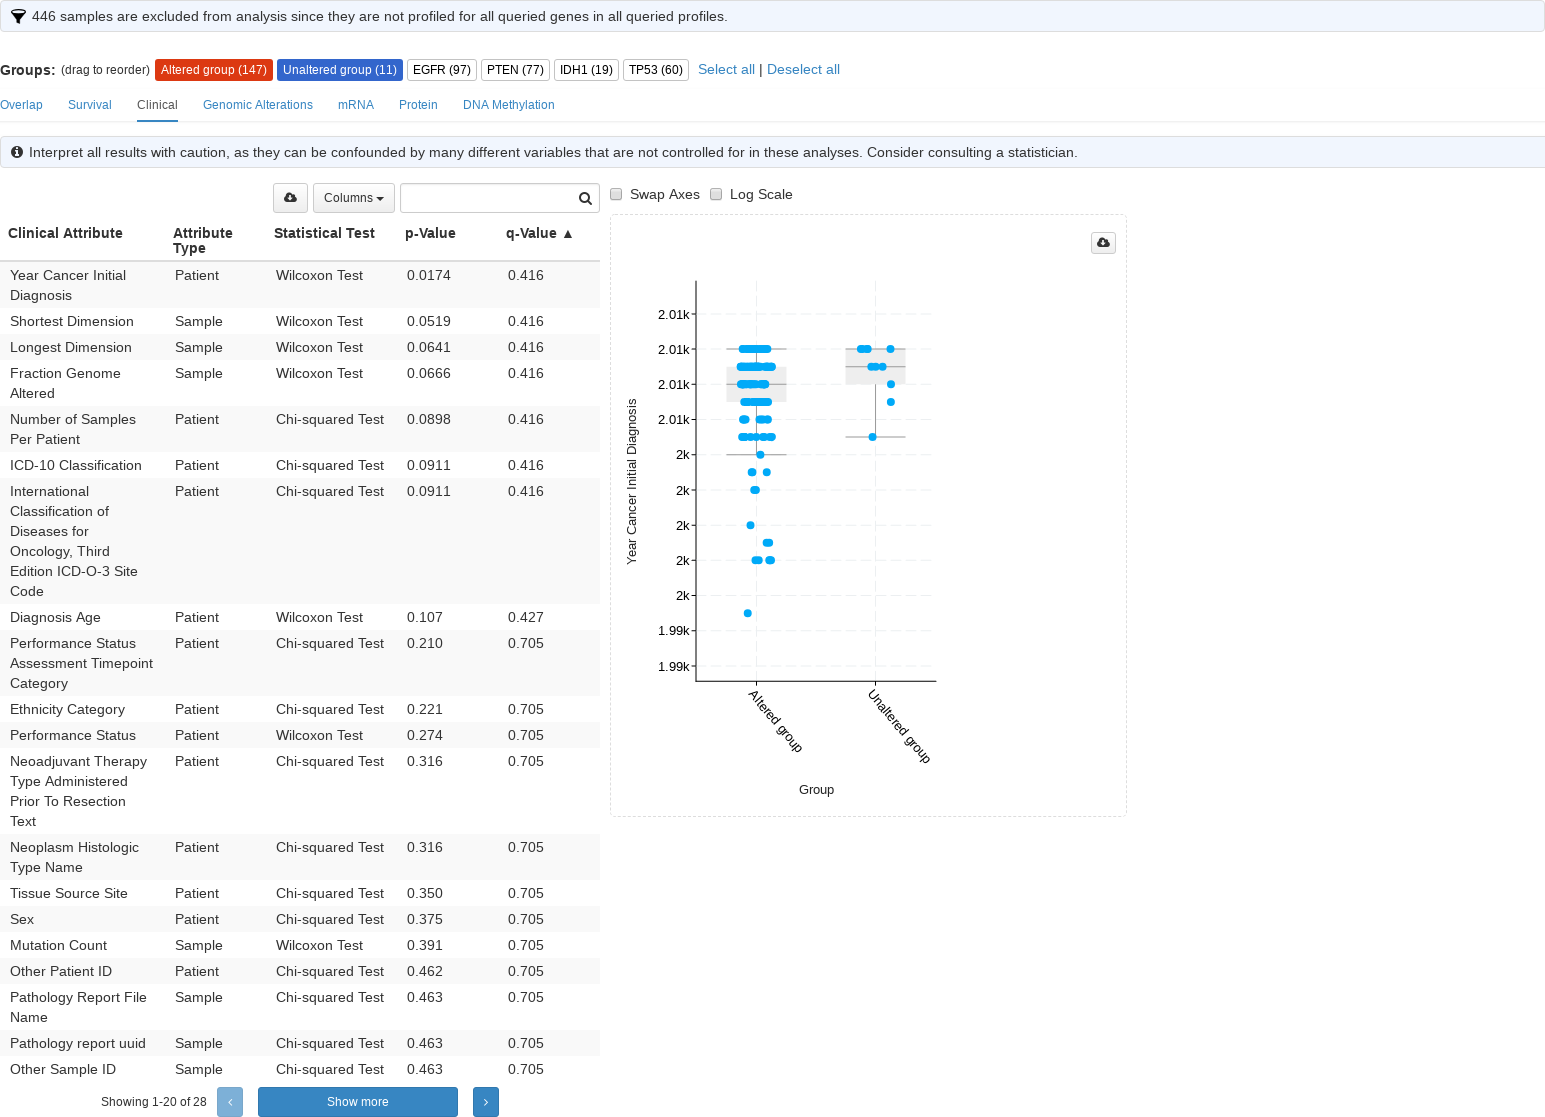 446 samples are excluded from analysis since they are not profiled for all queried genes in all queried profiles.
Groups: (drag to reorder) Altered group (147) Unaltered group (11) EGFR (97) PTEN (77) IDH1 (19) TP53 (60) Select all | Deselect all
Overlap Survival Clinical Genomic Alterations mRNA Protein DNA Methylation
Interpret all results with caution, as they can be confounded by many different variables that are not controlled for in these analyses. Consider consulting a statistician.
Columns
Clinical Attribute Attribute Type Statistical Test p-Value q-Value ▲
Year Cancer Initial Diagnosis Patient Wilcoxon Test 0.0174 0.416
Shortest Dimension Sample Wilcoxon Test 0.0519 0.416
Longest Dimension Sample Wilcoxon Test 0.0641 0.416
Fraction Genome Altered Sample Wilcoxon Test 0.0666 0.416
Number of Samples Per Patient Patient Chi-squared Test 0.0898 0.416
ICD-10 Classification Patient Chi-squared Test 0.0911 0.416
International Classification of Diseases for Oncology, Third Edition ICD-O-3 Site Code Patient Chi-squared Test 0.0911 0.416
Diagnosis Age Patient Wilcoxon Test 0.107 0.427
Performance Status Assessment Timepoint Category Patient Chi-squared Test 0.210 0.705
Ethnicity Category Patient Chi-squared Test 0.221 0.705
Performance Status Patient Wilcoxon Test 0.274 0.705
Neoadjuvant Therapy Type Administered Prior To Resection Text Patient Chi-squared Test 0.316 0.705
Neoplasm Histologic Type Name Patient Chi-squared Test 0.316 0.705
Tissue Source Site Patient Chi-squared Test 0.350 0.705
Sex Patient Chi-squared Test 0.375 0.705
Mutation Count Sample Wilcoxon Test 0.391 0.705
Other Patient ID Patient Chi-squared Test 0.462 0.705
Pathology Report File Name Sample Chi-squared Test 0.463 0.705
Pathology report uuid Sample Chi-squared Test 0.463 0.705
Other Sample ID Sample Chi-squared Test 0.463 0.705
Showing 1-20 of 28 ‹ Show more ›
Swap Axes Log Scale
Year Cancer Initial Diagnosis
2.01k
2.01k
2.01k
2.01k
2k
2k
2k
2k
2k
1.99k
1.99k
Altered group
Unaltered group
Group